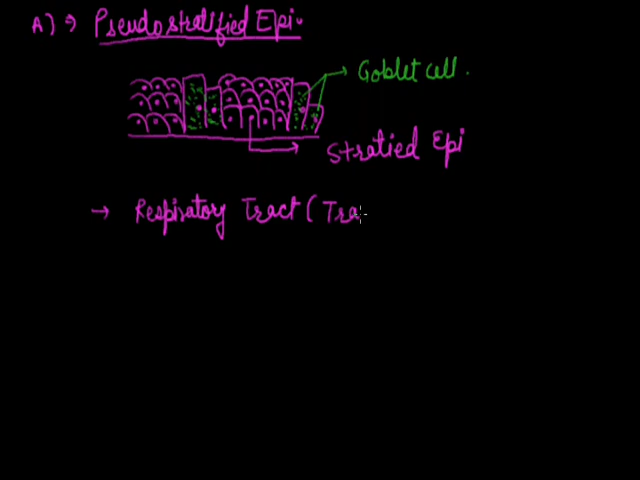 A) → Pseudostratified Epi.
→ Goblet cell.
Stratied Epi
→ Respiratory Tract ( Tra